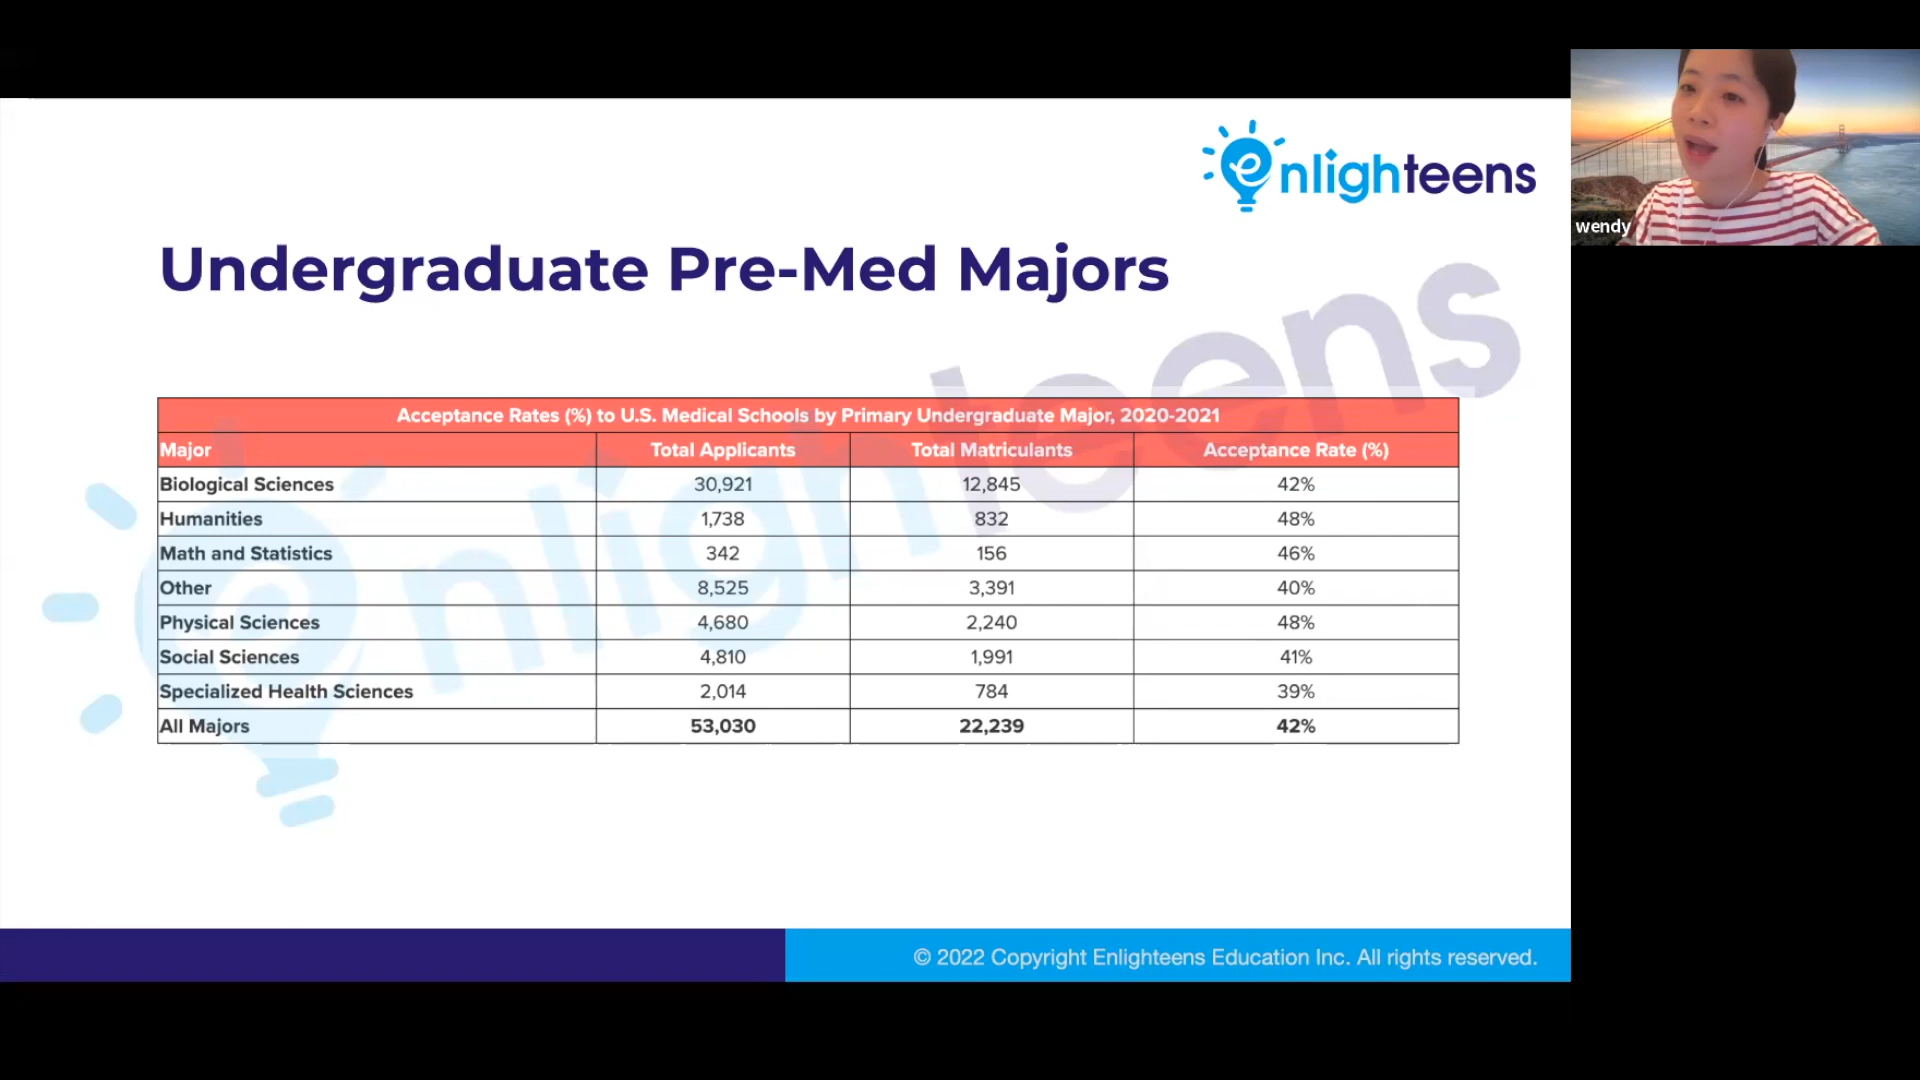 enlighteens
wendy
Undergraduate Pre-Med Majors
enlighteens
Acceptance Rates (%) to U.S. Medical Schools by Primary Undergraduate Major, 2020-2021
Major Total Applicants Total Matriculants Acceptance Rate (%)
Biological Sciences 30,921 12,845 42%
Humanities 1,738 832 48%
Math and Statistics 342 156 46%
Other 8,525 3,391 40%
Physical Sciences 4,680 2,240 48%
Social Sciences 4,810 1,991 41%
Specialized Health Sciences 2,014 784 39%
All Majors 53,030 22,239 42%
© 2022 Copyright Enlighteens Education Inc. All rights reserved.